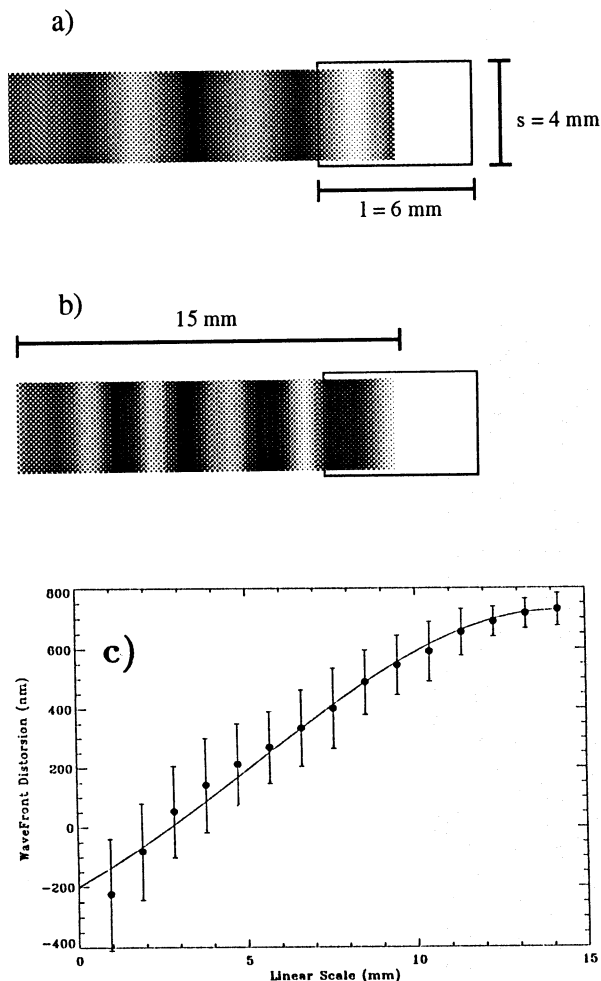 a)
s = 4 mm
l = 6 mm
b)
15 mm
c)
800
600
400
200
0
-200
-400
WaveFront Distorsion (nm)
0
5
10
15
Linear Scale (mm)